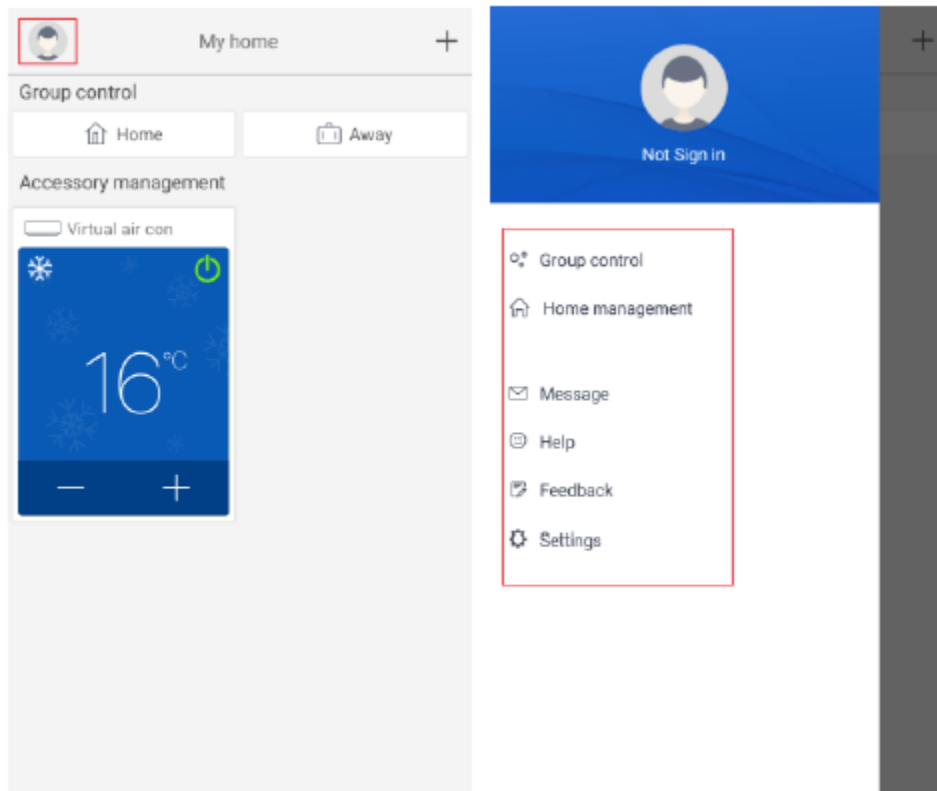 My home
+
Group control
Home
Away
Accessory management
Virtual air con
16°C
— +
+
Not Sign in
Group control
Home management
Message
Help
Feedback
Settings